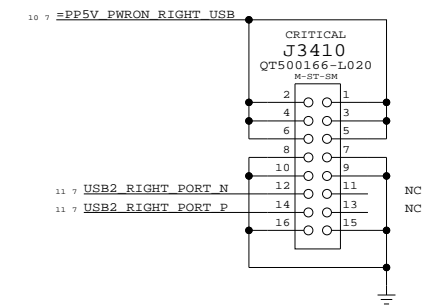 10 7 =PP5V_PWRON_RIGHT_USB
CRITICAL
J3410
QT500166-L020
M-ST-SM
2 1
4 3
6 5
8 7
10 9
11 7 USB2_RIGHT_PORT_N 12 11 NC
11 7 USB2_RIGHT_PORT_P 14 13 NC
16 15